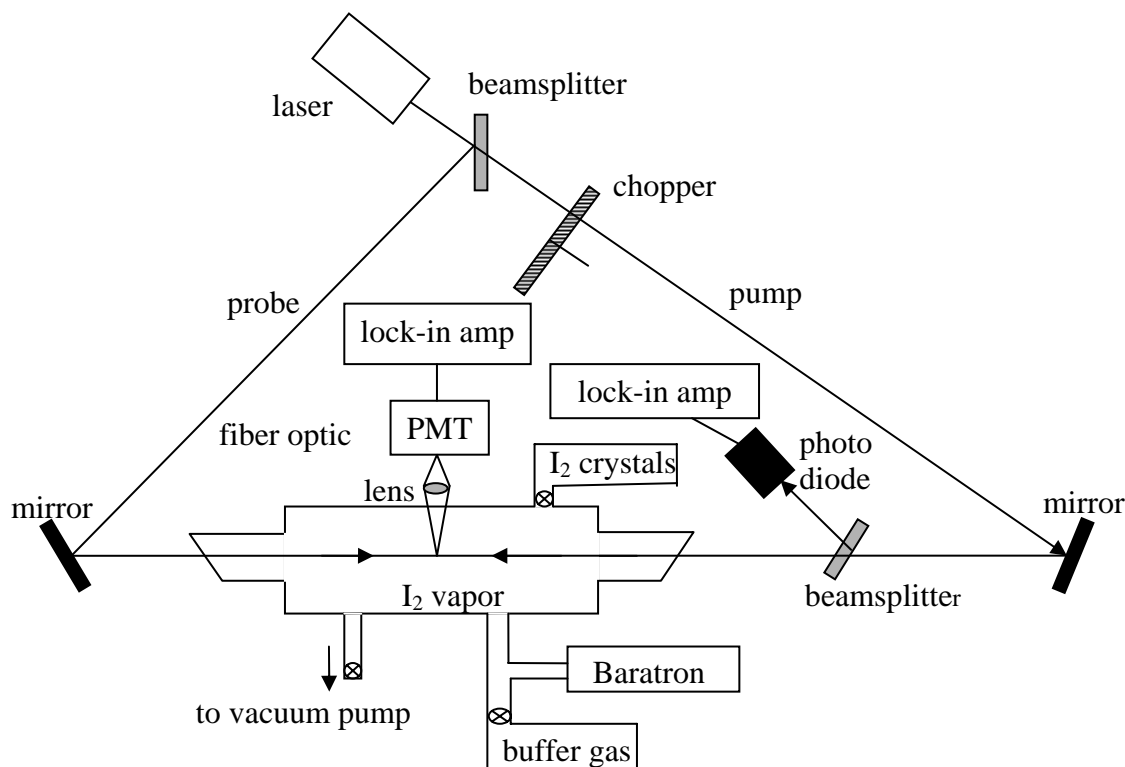 beamsplitter
laser
chopper
probe
pump
lock-in amp
lock-in amp
fiber optic
PMT
photo
diode
I₂ crystals
lens
mirror
mirror
I₂ vapor
beamsplitter
Baratron
to vacuum pump
buffer gas